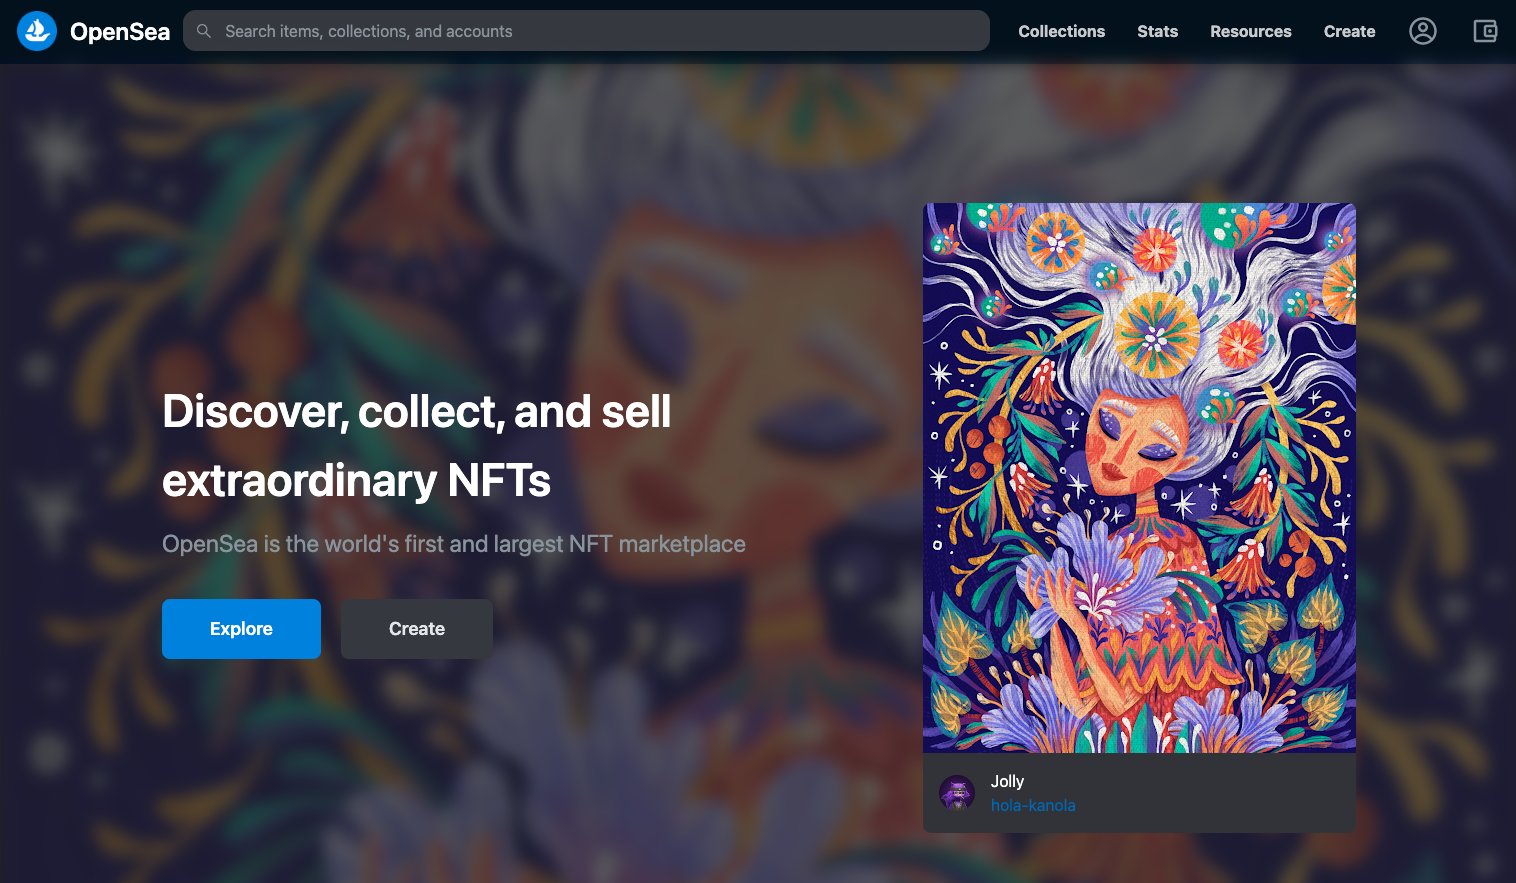 OpenSea
Search items, collections, and accounts
Collections
Stats
Resources
Create
Discover, collect, and sell
extraordinary NFTs
OpenSea is the world's first and largest NFT marketplace
Explore
Create
Jolly
hola-kanola